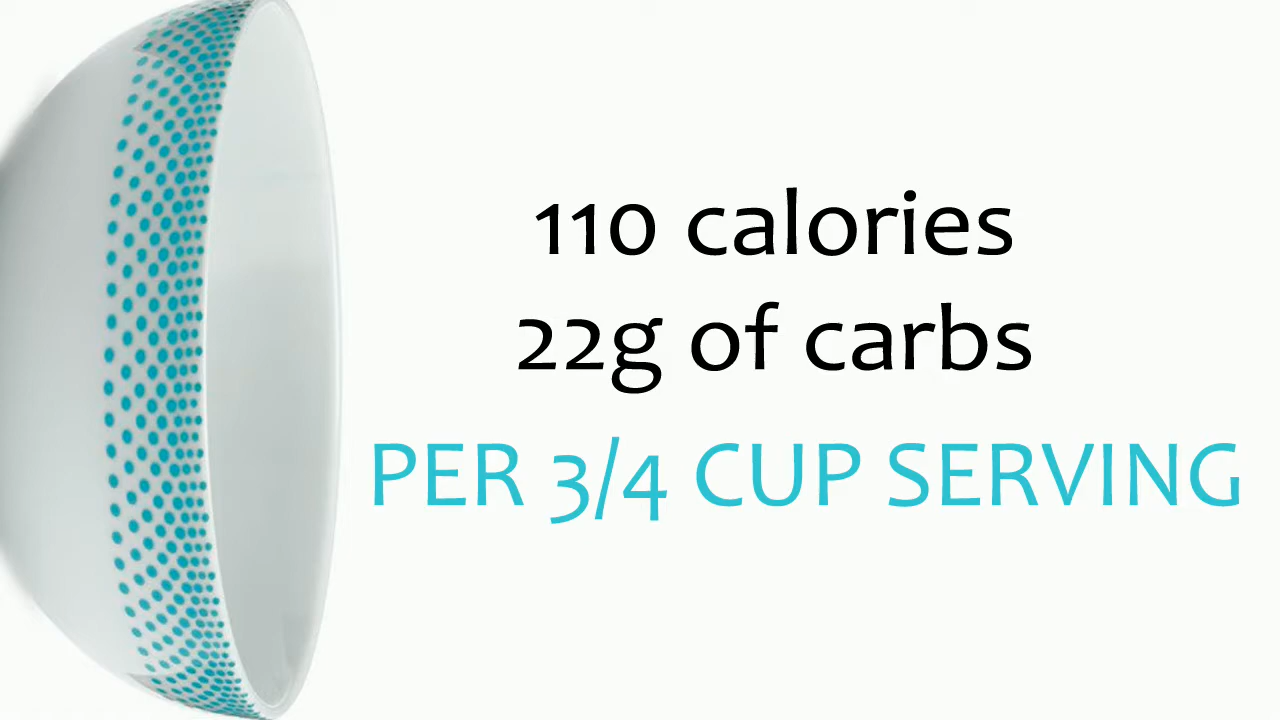 110 calories
22g of carbs
PER 3/4 CUP SERVING